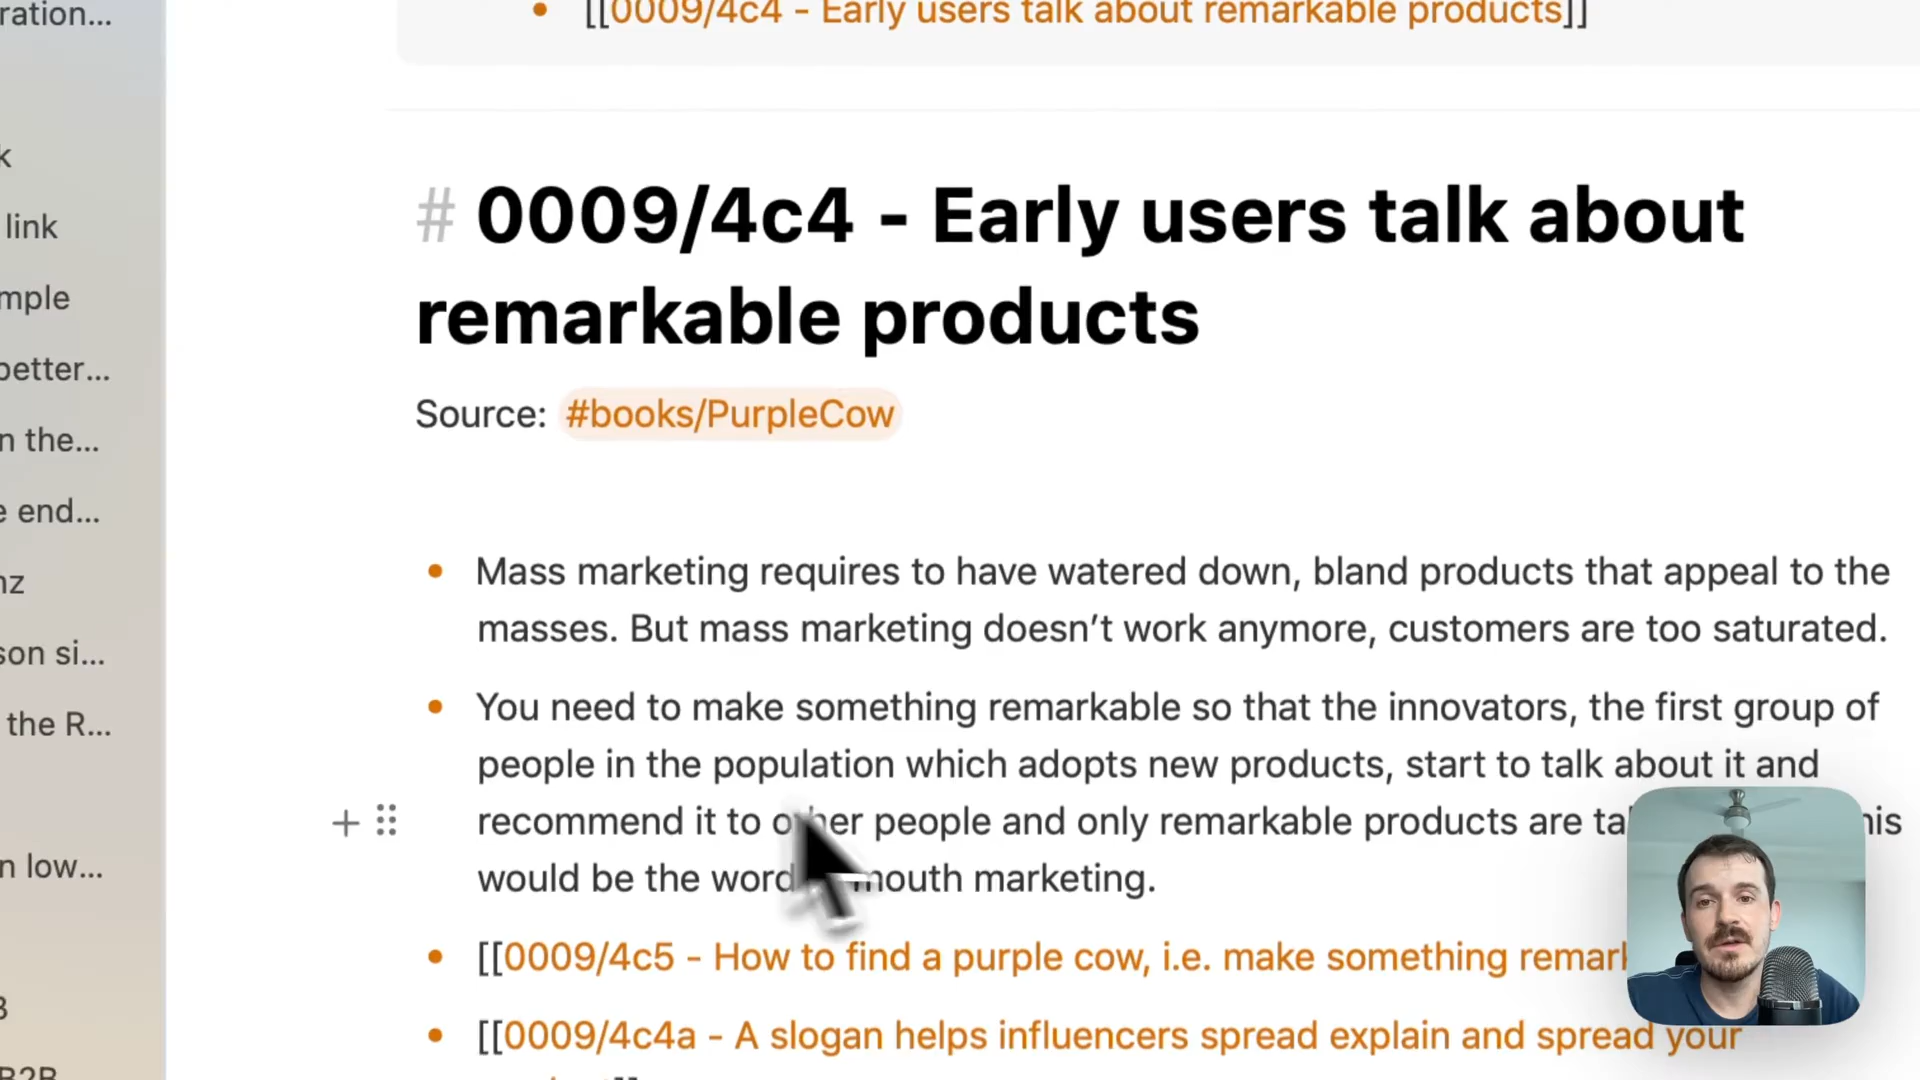 ration...
[[0009/4c4 - Early users talk about remarkable products]]
k
link
mple
better...
n the...
e end...
nz
son si...
the R...
n low...
B2B
# 0009/4c4 - Early users talk about
remarkable products
Source: #books/PurpleCow
Mass marketing requires to have watered down, bland products that appeal to the
masses. But mass marketing doesn't work anymore, customers are too saturated.
You need to make something remarkable so that the innovators, the first group of
people in the population which adopts new products, start to talk about it and
recommend it to other people and only remarkable products are
would be the word mouth marketing.
[[0009/4c5 - How to find a purple cow, i.e. make something
[[0009/4c4a - A slogan helps influencers spread explain and spread your